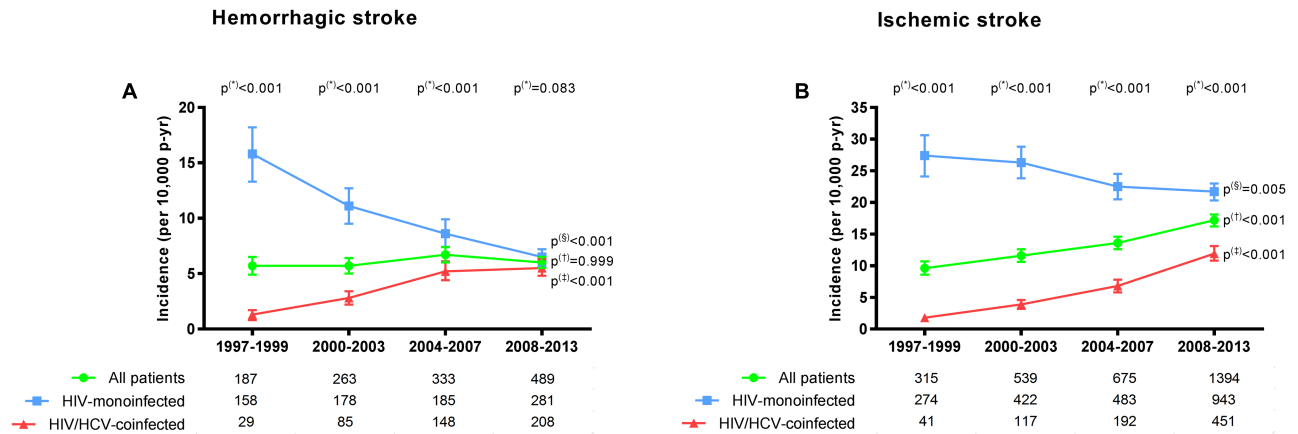 Hemorrhagic stroke
A
p(*)<0.001 p(*)<0.001 p(*)<0.001 p(*)=0.083
Incidence (per 10,000 p-yr)
20
15
10
5
0
p(§)<0.001
p(†)=0.999
p(‡)<0.001
1997-1999 2000-2003 2004-2007 2008-2013
All patients 187 263 333 489
HIV-monoinfected 158 178 185 281
HIV/HCV-coinfected 29 85 148 208
Ischemic stroke
B
p(*)<0.001 p(*)<0.001 p(*)<0.001 p(*)<0.001
Incidence (per 10,000 p-yr)
35
30
25
20
15
10
5
0
p(§)=0.005
p(†)<0.001
p(‡)<0.001
1997-1999 2000-2003 2004-2007 2008-2013
All patients 315 539 675 1394
HIV-monoinfected 274 422 483 943
HIV/HCV-coinfected 41 117 192 451